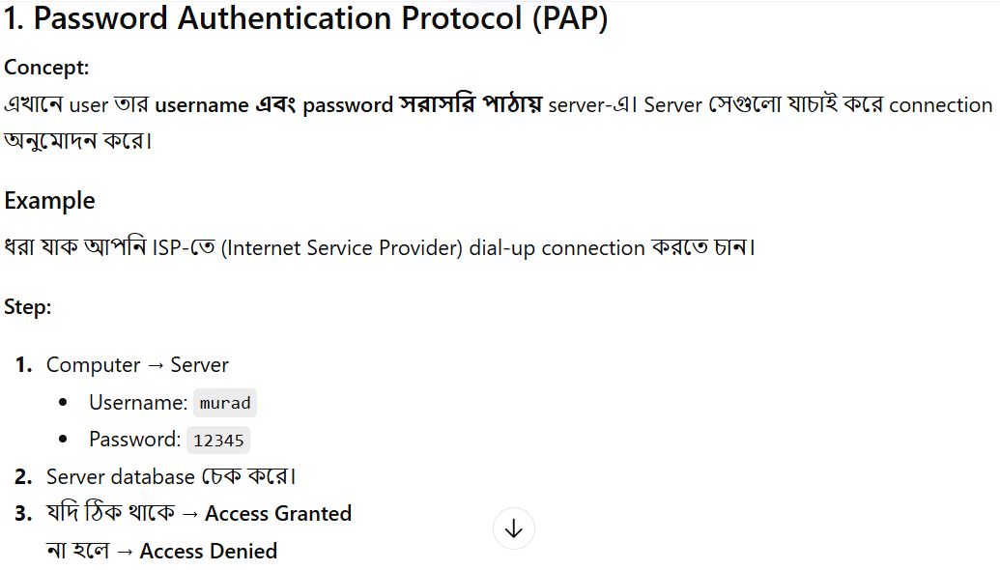 1. Password Authentication Protocol (PAP)
Concept:
এখানে user তার username এবং password সরাসরি পাঠায় server-এ। Server সেগুলো যাচাই করে connection
অনুমোদন করে।
Example
ধরা যাক আপনি ISP-তে (Internet Service Provider) dial-up connection করতে চান।
Step:
1. Computer → Server
• Username: murad
• Password: 12345
2. Server database চেক করে।
3. যদি ঠিক থাকে → Access Granted
না হলে → Access Denied